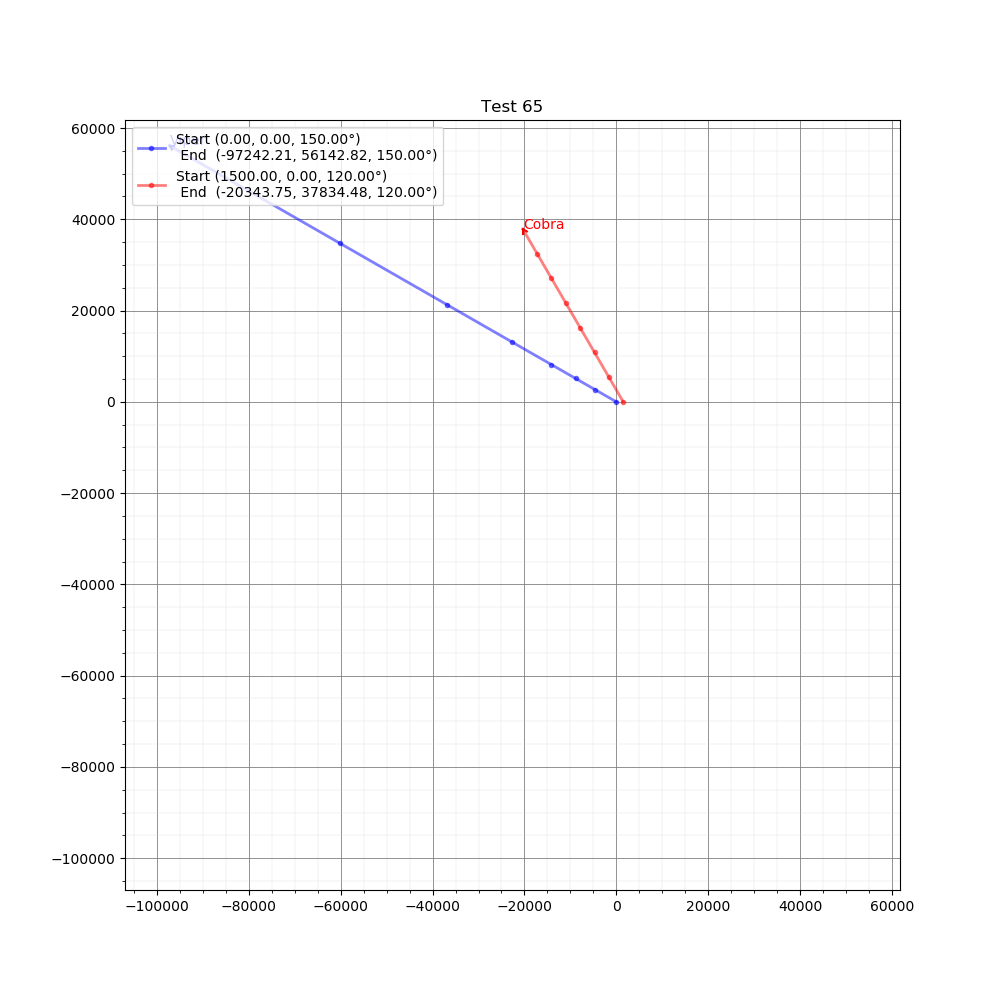 Test 65
Start (0.00, 0.00, 150.00°)
End (-97242.21, 56142.82, 150.00°)
Start (1500.00, 0.00, 120.00°)
End (-20343.75, 37834.48, 120.00°)
Cobra
60000
40000
20000
0
−20000
−40000
−60000
−80000
−100000
−100000 −80000 −60000 −40000 −20000 0 20000 40000 60000